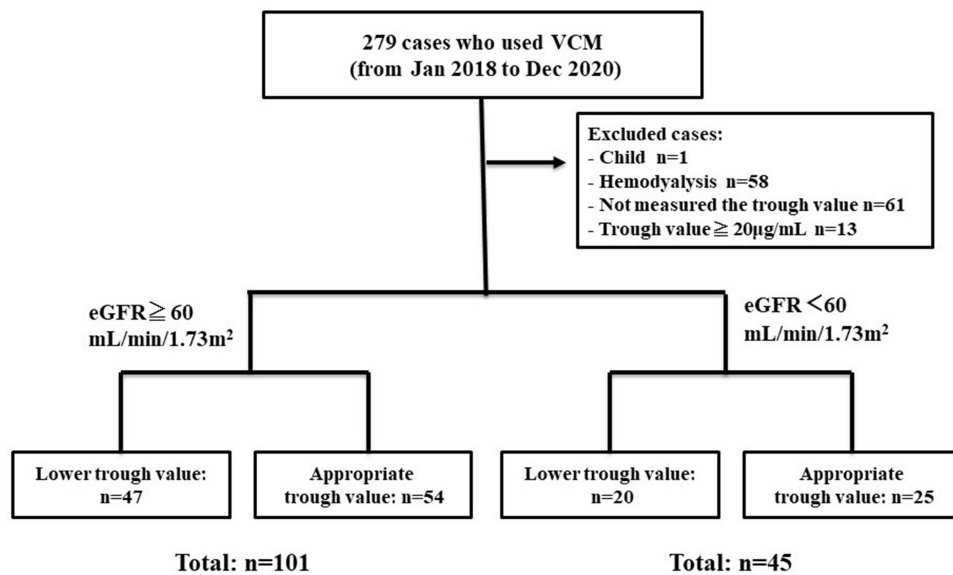 279 cases who used VCM
(from Jan 2018 to Dec 2020)
Excluded cases:
- Child n=1
- Hemodyalysis n=58
- Not measured the trough value n=61
- Trough value≧20μg/mL n=13
eGFR≧60
mL/min/1.73m²
eGFR<60
mL/min/1.73m²
Lower trough value:
n=47
Appropriate
trough value: n=54
Lower trough value:
n=20
Appropriate
trough value: n=25
Total: n=101
Total: n=45